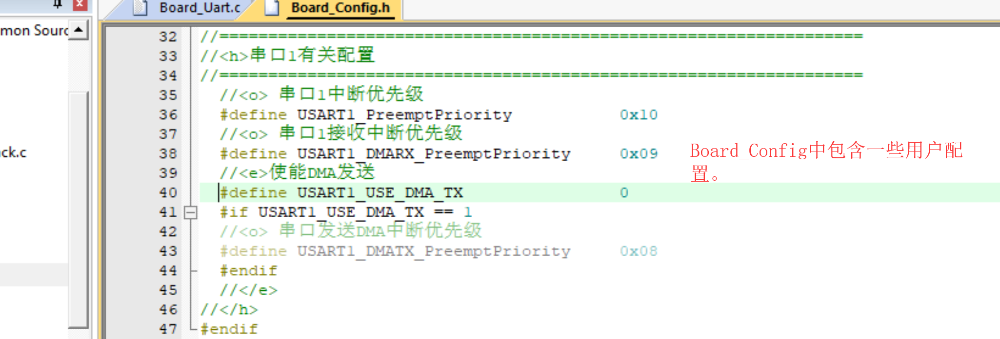 Board_Uart.c
Board_Config.h
mon Sourc
ck.c
32 //==================================================================
33 //<h>串口1有关配置
34 //==================================================================
35 //<o> 串口1中断优先级
36 #define USART1_PreemptPriority 0x10
37 //<o> 串口1接收中断优先级
38 #define USART1_DMARX_PreemptPriority 0x09
39 //<e>使能DMA发送
40 #define USART1_USE_DMA_TX 0
41 #if USART1_USE_DMA_TX == 1
42 //<o> 串口发送DMA中断优先级
43 #define USART1_DMATX_PreemptPriority 0x08
44 #endif
45 //</e>
46 //</h>
47 #endif
Board_Config中包含一些用户配
置。